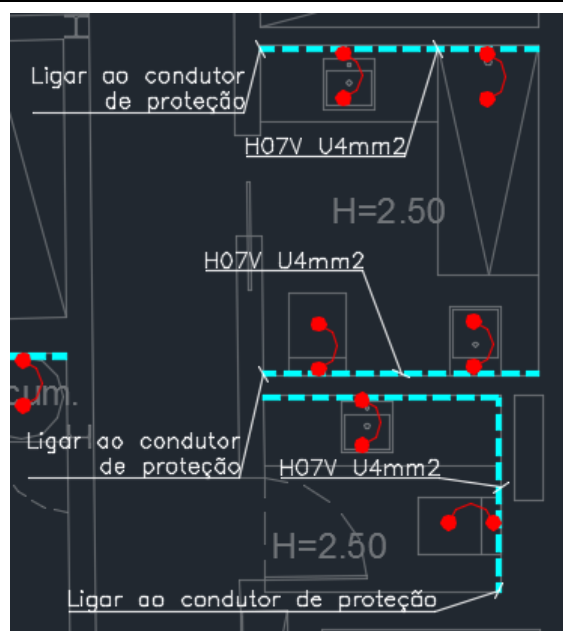 Ligar ao condutor
de proteção
H07V U4mm2
H=2.50
H07V U4mm2
cum.
Ligar ao condutor
de proteção
H07V U4mm2
H=2.50
Ligar ao condutor de proteção